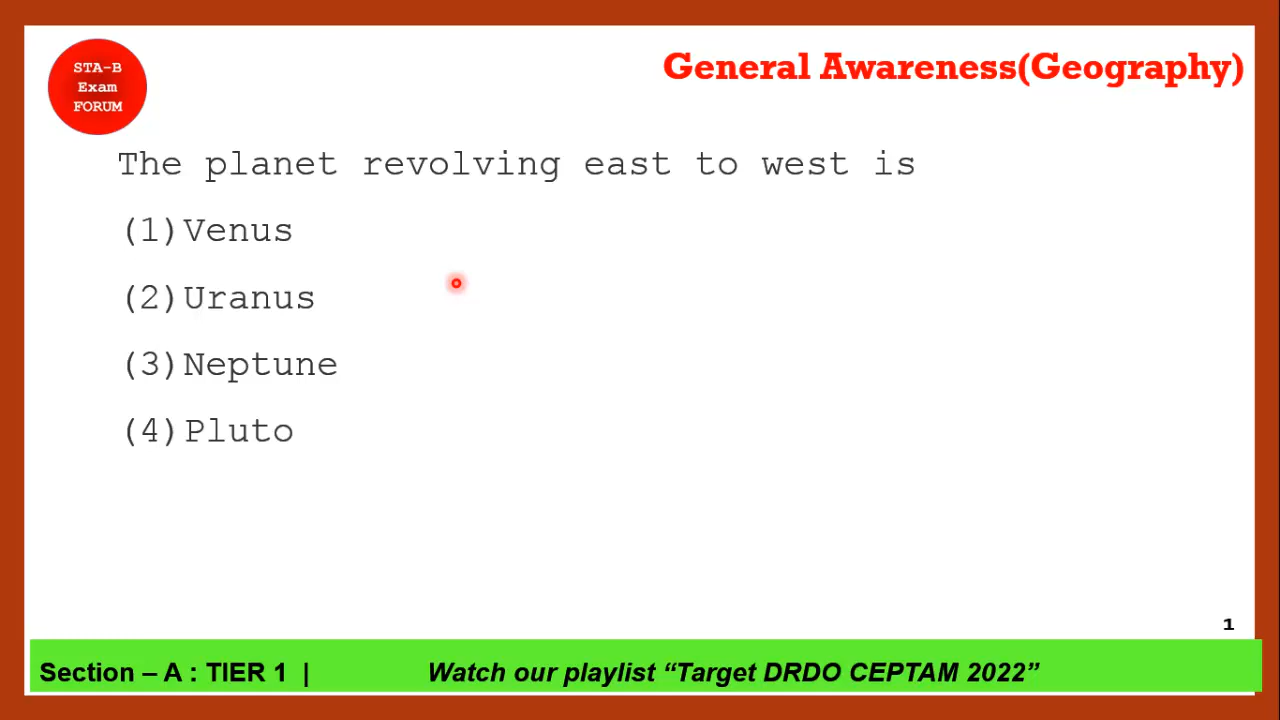 STA-B
Exam
FORUM
General Awareness(Geography)
The planet revolving east to west is
(1)Venus
(2)Uranus
(3)Neptune
(4)Pluto
1
Section – A : TIER 1 | Watch our playlist “Target DRDO CEPTAM 2022”